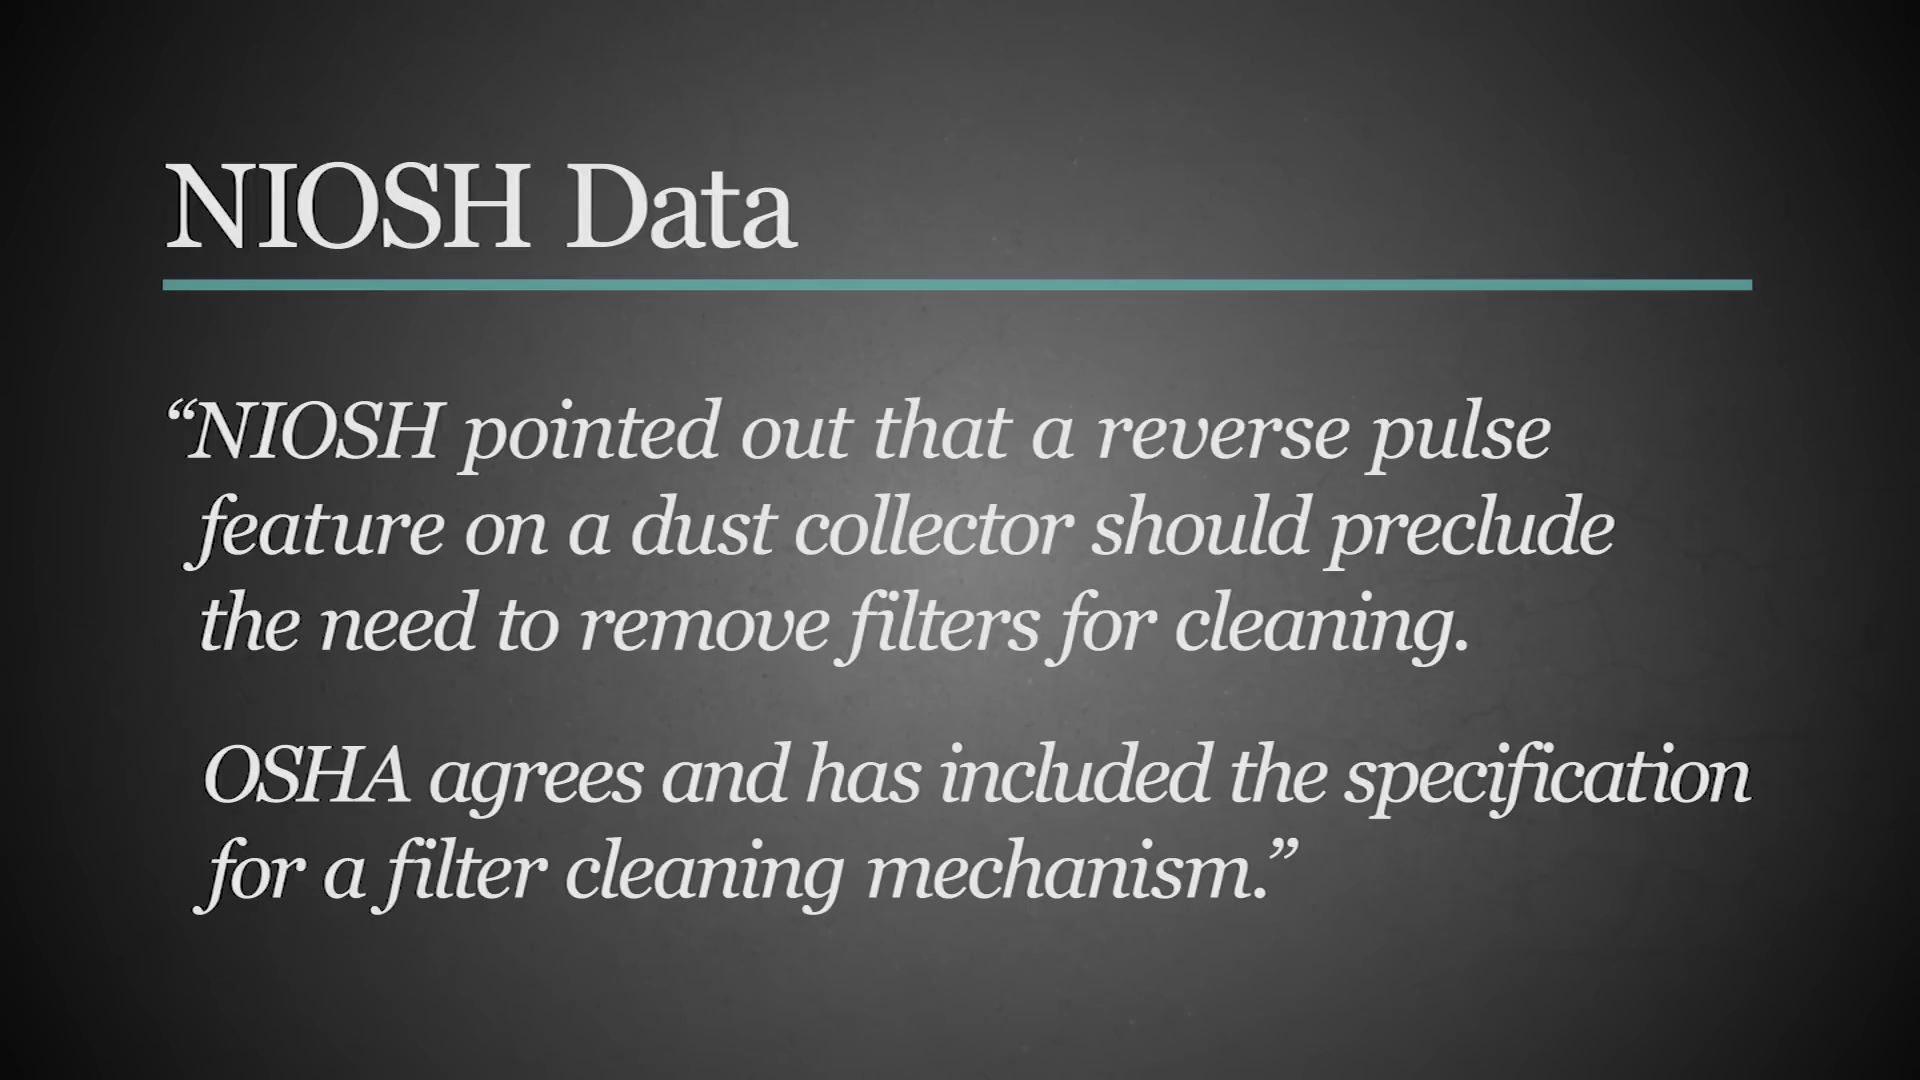 NIOSH Data
“NIOSH pointed out that a reverse pulse
feature on a dust collector should preclude
the need to remove filters for cleaning.
OSHA agrees and has included the specification
for a filter cleaning mechanism.”